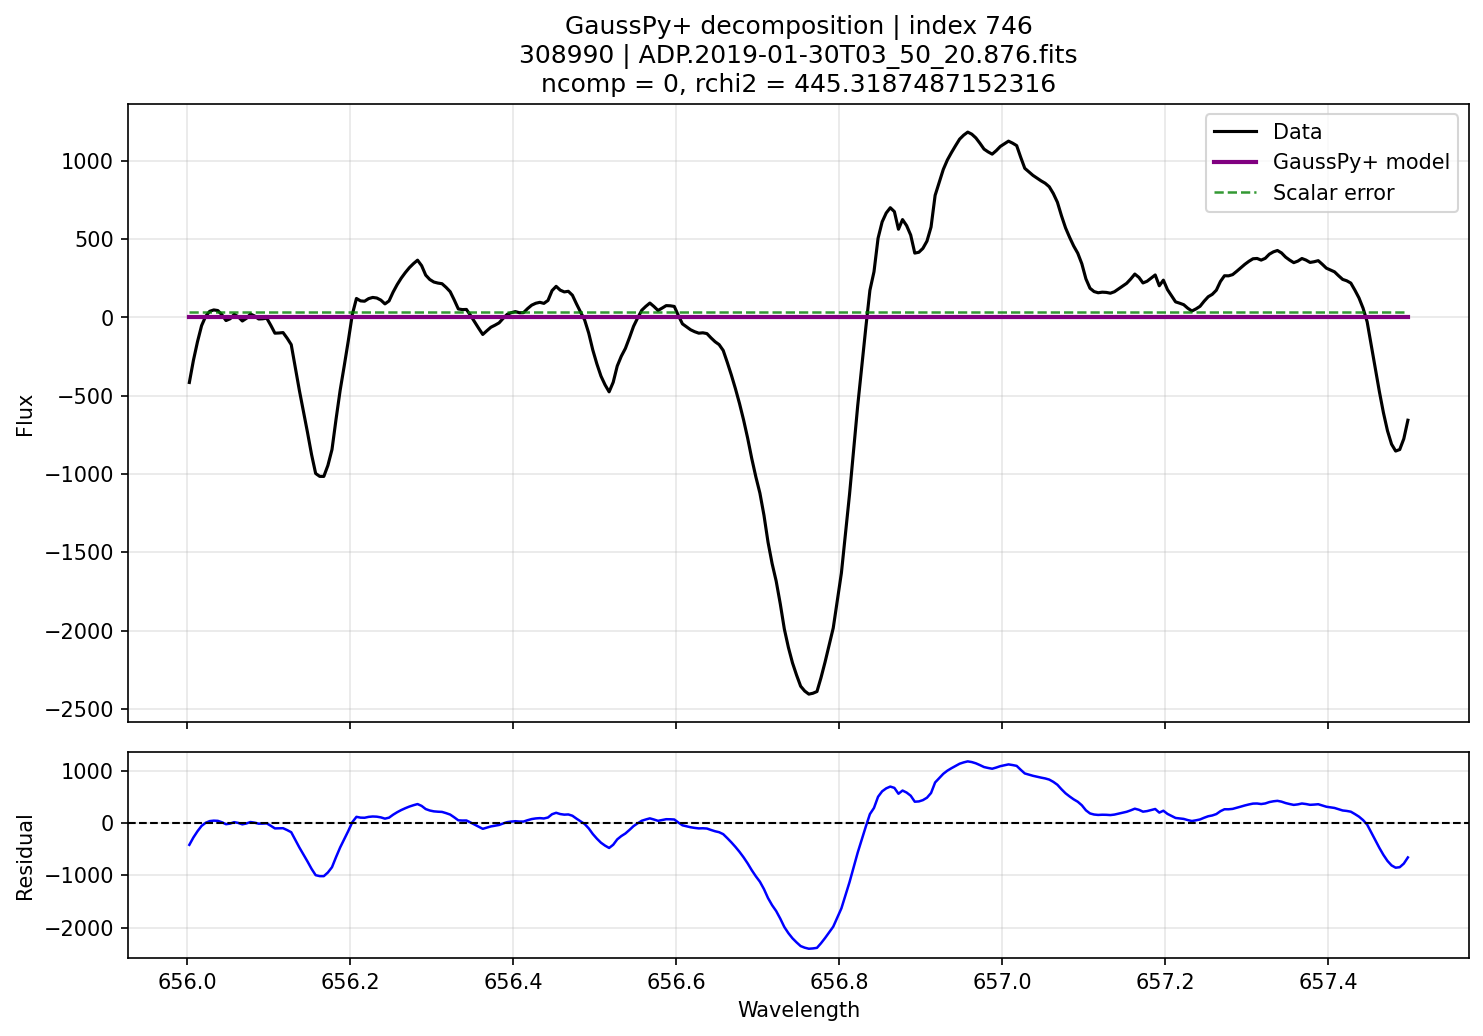 GaussPy+ decomposition | index 746
308990 | ADP.2019-01-30T03_50_20.876.fits
ncomp = 0, rchi2 = 445.3187487152316
Data
GaussPy+ model
Scalar error
1000
500
0
−500
−1000
−1500
−2000
−2500
Flux
1000
0
−1000
−2000
Residual
656.0 656.2 656.4 656.6 656.8 657.0 657.2 657.4
Wavelength